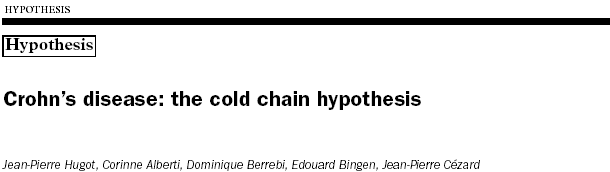 HYPOTHESIS
Hypothesis
Crohn's disease: the cold chain hypothesis
Jean-Pierre Hugot, Corinne Alberti, Dominique Berrebi, Edouard Bingen, Jean-Pierre Cézard